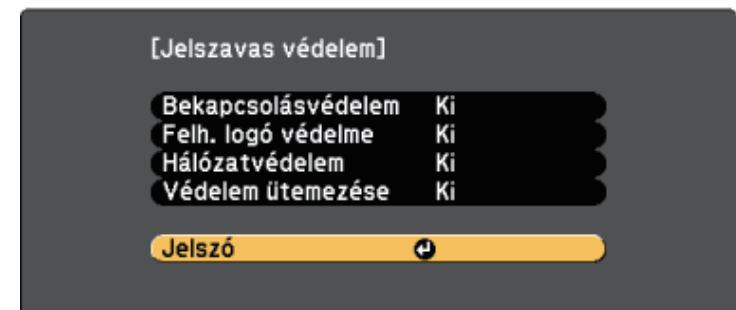 [Jelszavas védelem]
Bekapcsolásvédelem Ki
Felh. logó védelme Ki
Hálózatvédelem Ki
Védelem ütemezése Ki
Jelszó